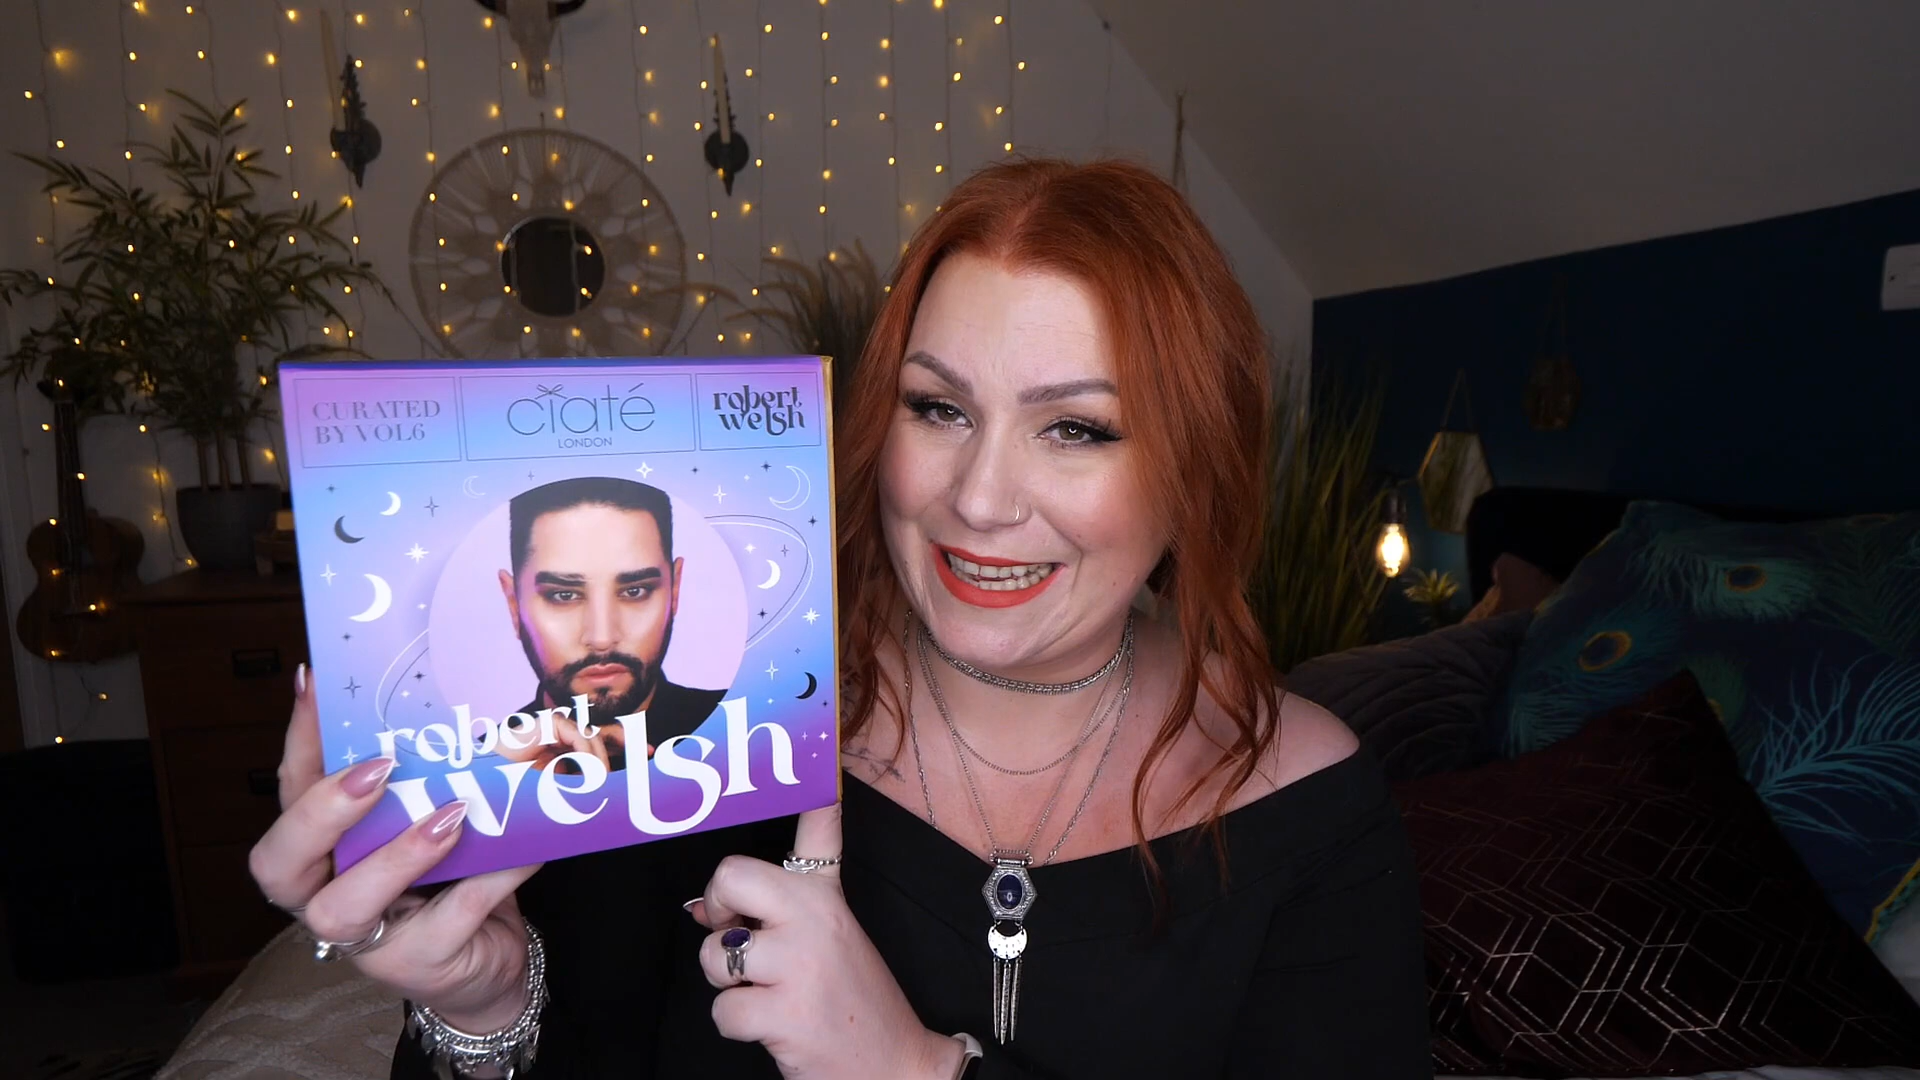 CURATED
BY VOL6
ciaté
LONDON
robert
welsh
robert
welsh